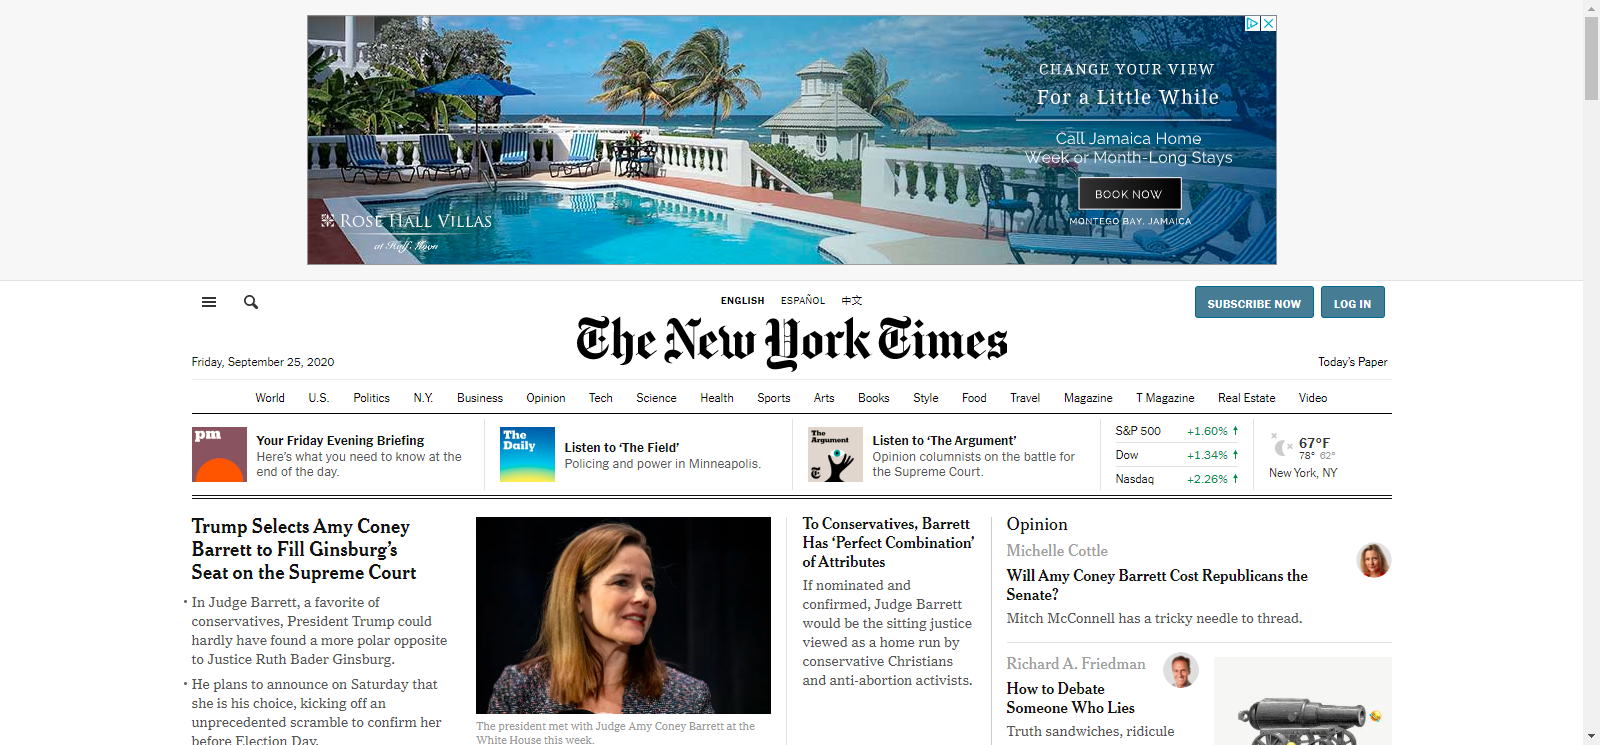 CHANGE YOUR VIEW
For a Little While
Call Jamaica Home
Week or Month-Long Stays
BOOK NOW
MONTEGO BAY, JAMAICA
ROSE HALL VILLAS
at Half Moon
ENGLISH ESPAÑOL 中文
SUBSCRIBE NOW LOG IN
The New York Times
Friday, September 25, 2020
Today's Paper
World U.S. Politics N.Y. Business Opinion Tech Science Health Sports Arts Books Style Food Travel Magazine T Magazine Real Estate Video
pm
Your Friday Evening Briefing
Here's what you need to know at the
end of the day.
The
Daily
Listen to ‘The Field’
Policing and power in Minneapolis.
The
Argument
Listen to ‘The Argument’
Opinion columnists on the battle for
the Supreme Court.
S&P 500 +1.60% ↑
Dow +1.34% ↑
Nasdaq +2.26% ↑
67°F
78° 62°
New York, NY
Trump Selects Amy Coney
Barrett to Fill Ginsburg’s
Seat on the Supreme Court
• In Judge Barrett, a favorite of
conservatives, President Trump could
hardly have found a more polar opposite
to Justice Ruth Bader Ginsburg.
• He plans to announce on Saturday that
she is his choice, kicking off an
unprecedented scramble to confirm her
before Election Day.
The president met with Judge Amy Coney Barrett at the
White House this week.
To Conservatives, Barrett
Has ‘Perfect Combination’
of Attributes
If nominated and
confirmed, Judge Barrett
would be the sitting justice
viewed as a home run by
conservative Christians
and anti-abortion activists.
Opinion
Michelle Cottle
Will Amy Coney Barrett Cost Republicans the
Senate?
Mitch McConnell has a tricky needle to thread.
Richard A. Friedman
How to Debate
Someone Who Lies
Truth sandwiches, ridicule